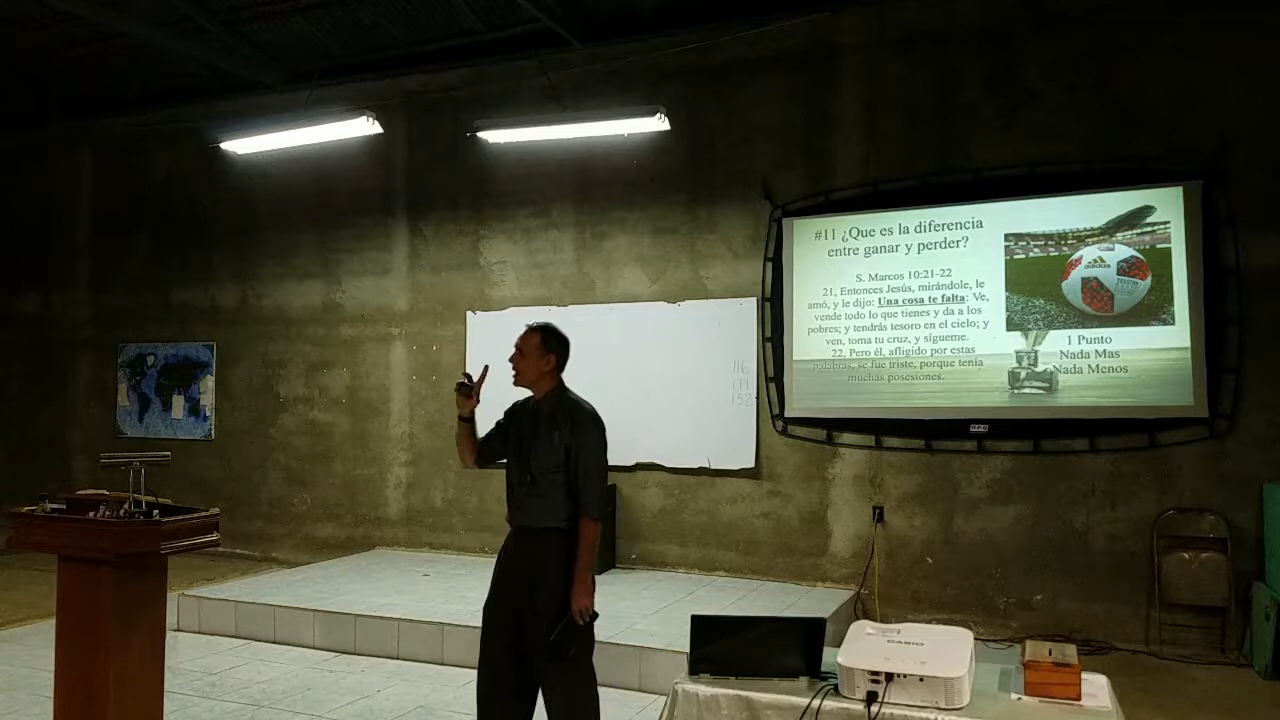 #11 ¿Que es la diferencia
entre ganar y perder?
S. Marcos 10:21-22
21, Entonces Jesús, mirándole, le
amó, y le dijo: Una cosa te falta: Ve,
vende todo lo que tienes y da a los
pobres; y tendrás tesoro en el cielo; y
ven, toma tu cruz, y sígueme.
22, Pero él, afligido por estas
palabras, se fue triste, porque tenía
muchas posesiones.
adidas
TELSTAR
1 Punto
Nada Mas
Nada Menos
116
179
152
CASIO